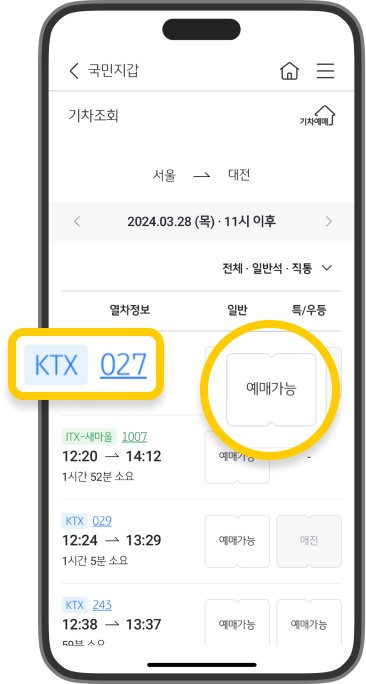 국민지갑
기차조회
기차예매
서울 → 대전
2024.03.28 (목) · 11시 이후
전체 · 일반석 · 직통
열차정보 일반 특/우등
KTX 027 예매가능
ITX-새마을 1007
12:20 → 14:12 예매가능 -
1시간 52분 소요
KTX 029
12:24 → 13:29 예매가능 매진
1시간 5분 소요
KTX 243
12:38 → 13:37 예매가능 예매가능
59분 소요